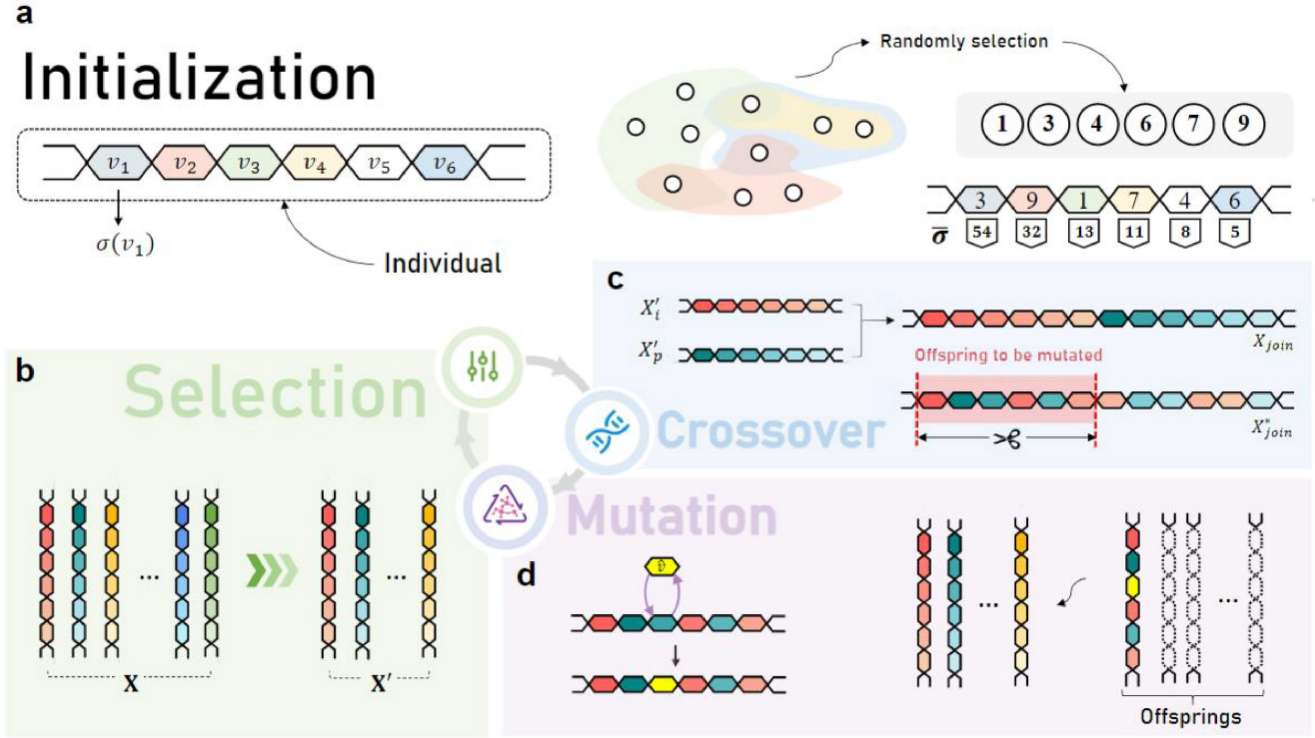 a
Initialization
v1 v2 v3 v4 v5 v6
σ(v1)
Individual
Randomly selection
1 3 4 6 7 9
3 9 1 7 4 6
σ̅ 54 32 13 11 8 5
b
Selection
...
...
X
X′
c
X′i
X′p
Xjoin
Offspring to be mutated
X*join
Crossover
Mutation
d
v̂
...
...
Offsprings